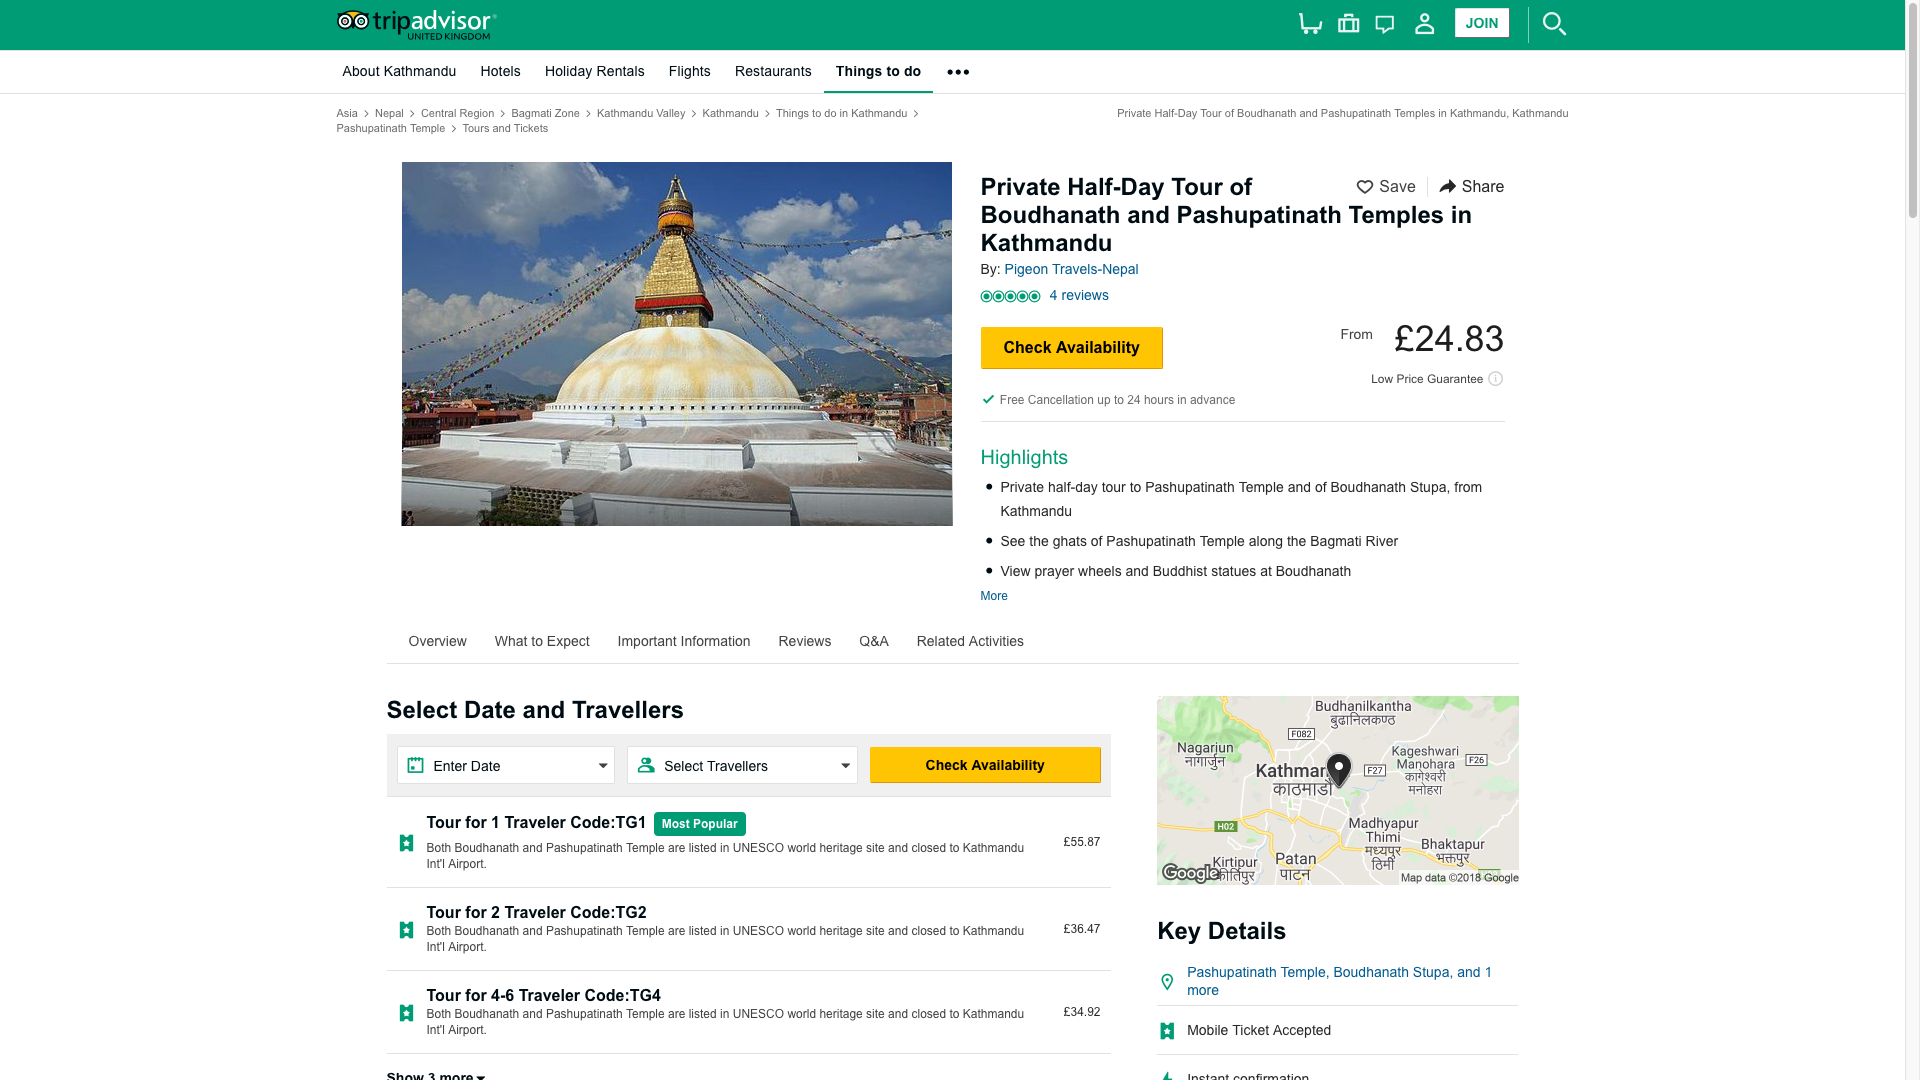 tripadvisor®
UNITED KINGDOM
JOIN
About Kathmandu
Hotels
Holiday Rentals
Flights
Restaurants
Things to do
Asia > Nepal > Central Region > Bagmati Zone > Kathmandu Valley > Kathmandu > Things to do in Kathmandu >
Pashupatinath Temple > Tours and Tickets
Private Half-Day Tour of Boudhanath and Pashupatinath Temples in Kathmandu, Kathmandu
Private Half-Day Tour of
Boudhanath and Pashupatinath Temples in
Kathmandu
Save
Share
By: Pigeon Travels-Nepal
4 reviews
Check Availability
From £24.83
Low Price Guarantee
Free Cancellation up to 24 hours in advance
Highlights
Private half-day tour to Pashupatinath Temple and of Boudhanath Stupa, from
Kathmandu
See the ghats of Pashupatinath Temple along the Bagmati River
View prayer wheels and Buddhist statues at Boudhanath
More
Overview
What to Expect
Important Information
Reviews
Q&A
Related Activities
Select Date and Travellers
Enter Date
Select Travellers
Check Availability
Tour for 1 Traveler Code:TG1 Most Popular
Both Boudhanath and Pashupatinath Temple are listed in UNESCO world heritage site and closed to Kathmandu
Int'l Airport.
£55.87
Tour for 2 Traveler Code:TG2
Both Boudhanath and Pashupatinath Temple are listed in UNESCO world heritage site and closed to Kathmandu
Int'l Airport.
£36.47
Tour for 4-6 Traveler Code:TG4
Both Boudhanath and Pashupatinath Temple are listed in UNESCO world heritage site and closed to Kathmandu
Int'l Airport.
£34.92
Show 3 more
Budhanilkantha
बुढानिलकण्ठ
F082
Nagarjun
नागार्जुन
Kageshwari
Manohara
कागेश्वरी
मनोहरा
F26
F27
काठमाडौं
H02
Madhyapur
Thimi
मध्यपुर
ठिमी
Bhaktapur
भक्तपुर
Kirtipur
कीर्तिपुर
Patan
पाटन
Google
Map data ©2018 Google
Key Details
Pashupatinath Temple, Boudhanath Stupa, and 1
more
Mobile Ticket Accepted
Instant confirmation